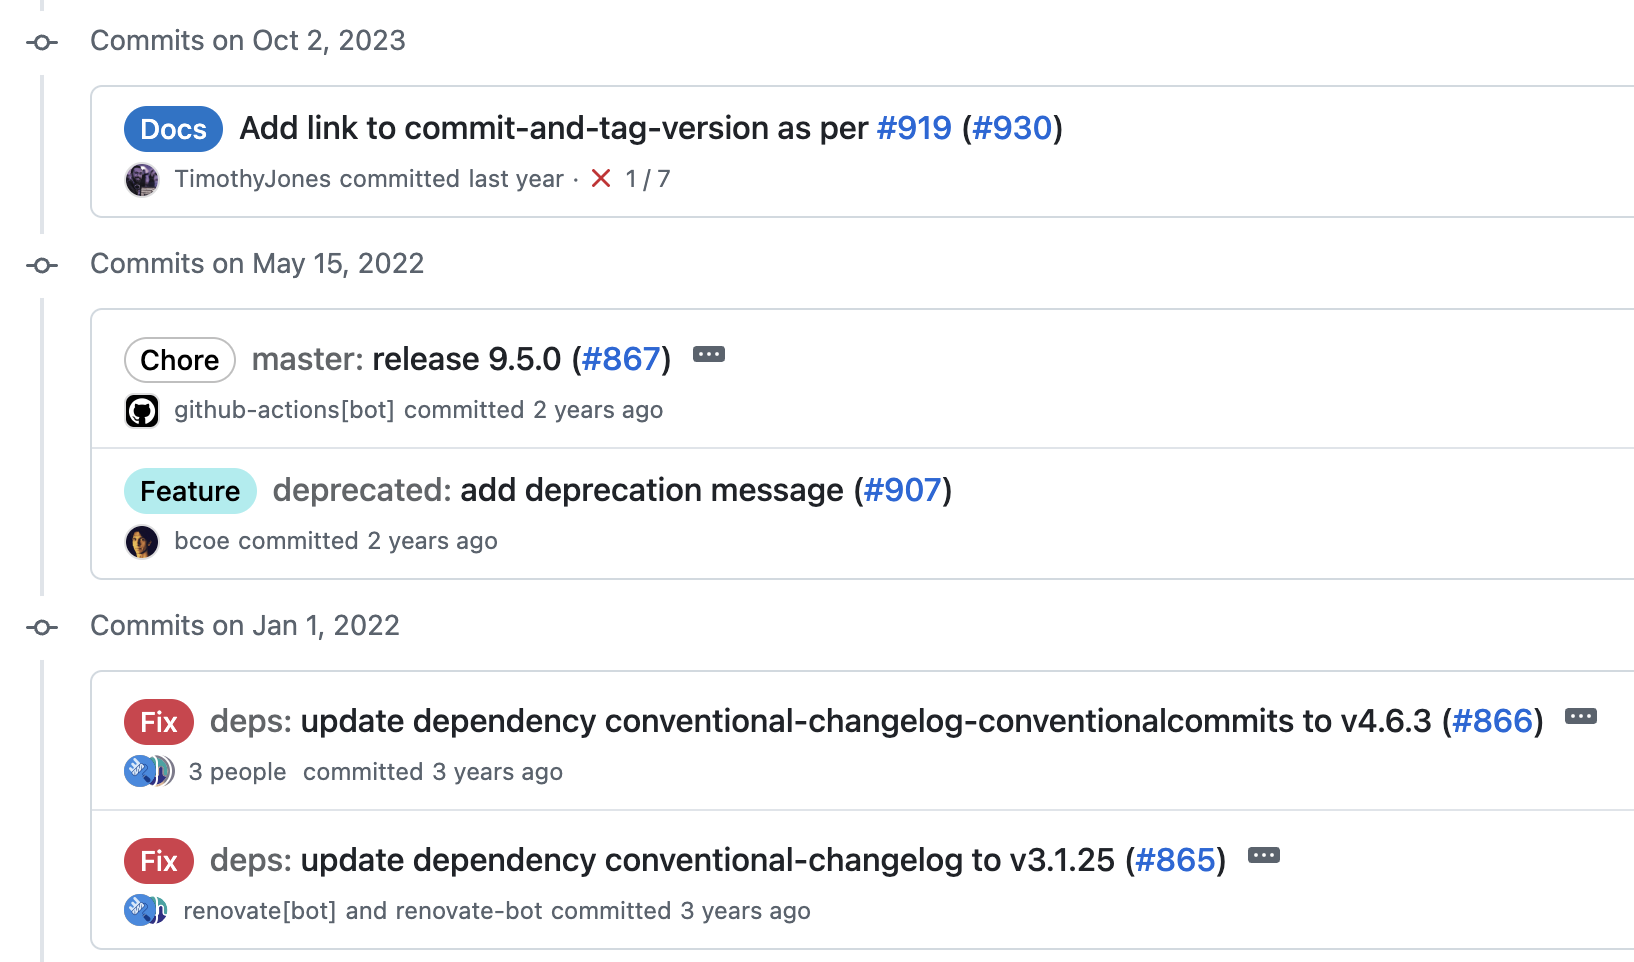 Commits on Oct 2, 2023
Docs Add link to commit-and-tag-version as per #919 (#930)
TimothyJones committed last year · 1 / 7
Commits on May 15, 2022
Chore master: release 9.5.0 (#867)
github-actions[bot] committed 2 years ago
Feature deprecated: add deprecation message (#907)
bcoe committed 2 years ago
Commits on Jan 1, 2022
Fix deps: update dependency conventional-changelog-conventionalcommits to v4.6.3 (#866)
3 people committed 3 years ago
Fix deps: update dependency conventional-changelog to v3.1.25 (#865)
renovate[bot] and renovate-bot committed 3 years ago